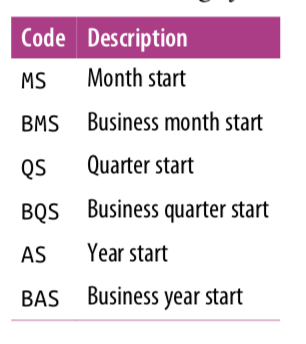 Code Description
MS Month start
BMS Business month start
QS Quarter start
BQS Business quarter start
AS Year start
BAS Business year start